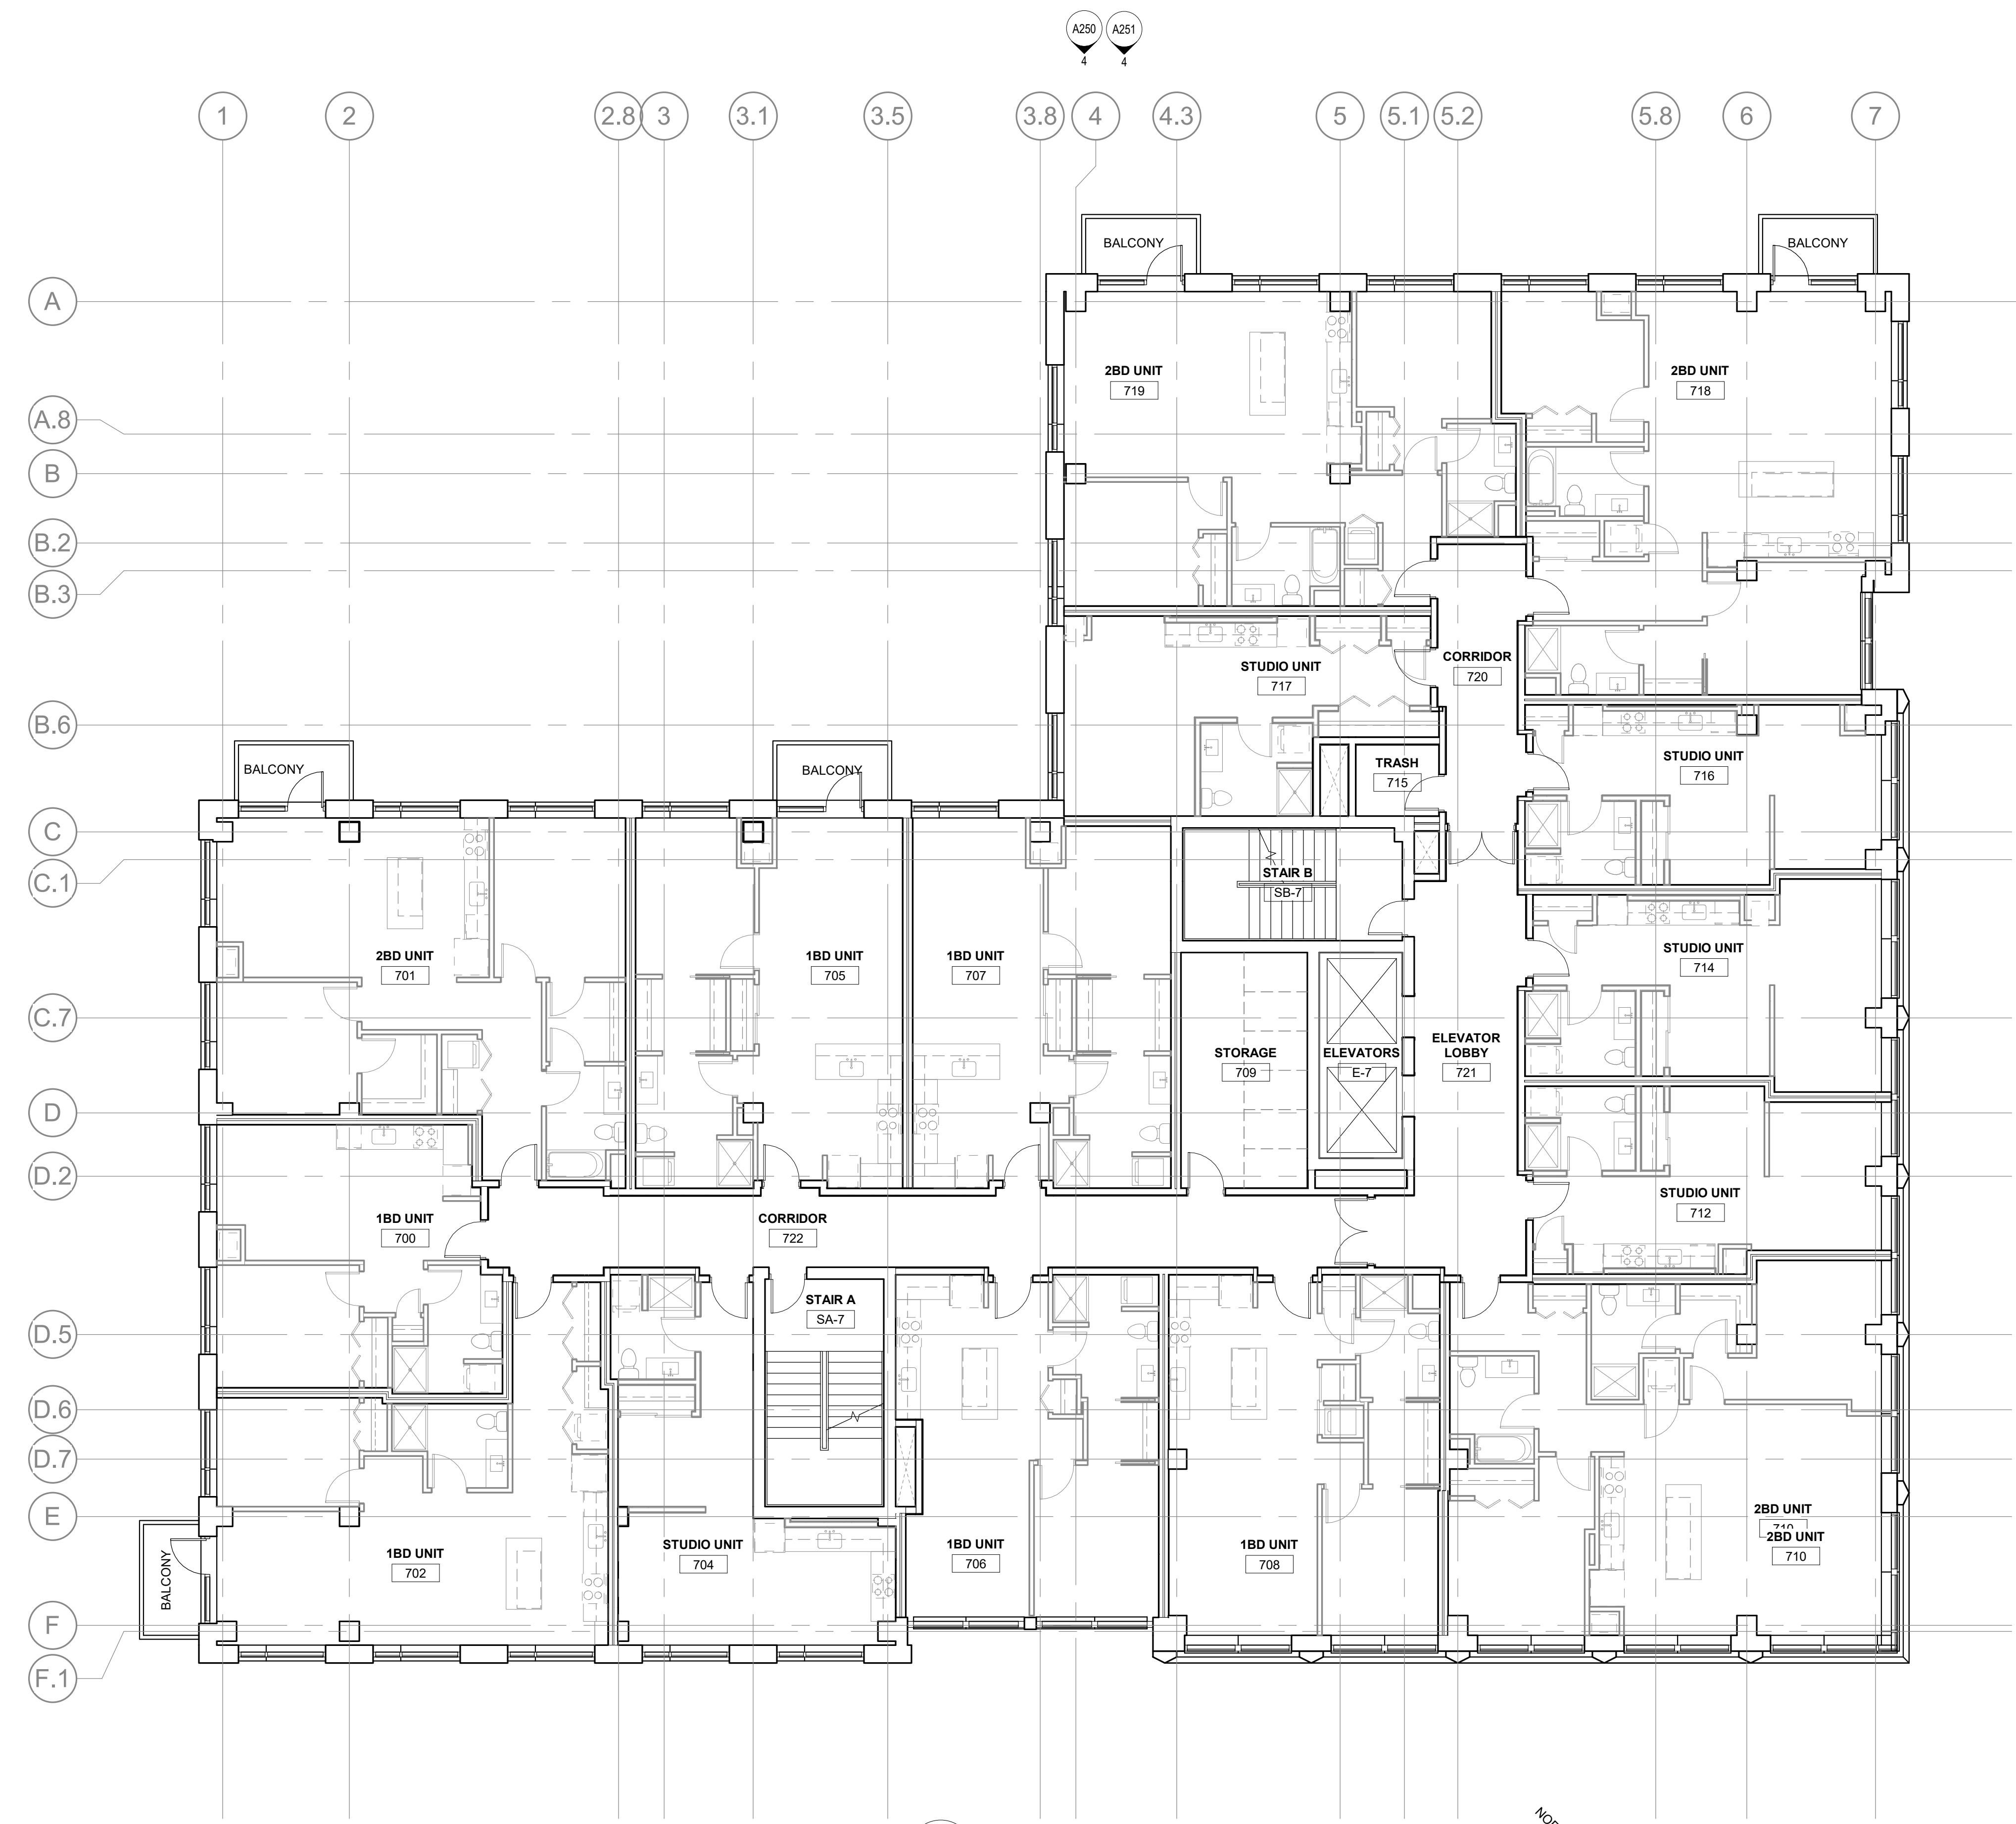 A250 A251
4 4
1 2 2.8 3 3.1 3.5 3.8 4 4.3 5 5.1 5.2 5.8 6 7
BALCONY BALCONY
A
2BD UNIT 2BD UNIT
719 718
A.8
B
B.2
B.3
CORRIDOR
STUDIO UNIT 720
717
B.6
STUDIO UNIT
TRASH 716
BALCONY BALCONY 715
C
C.1
STAIR B
SB-7
STUDIO UNIT
2BD UNIT 1BD UNIT 1BD UNIT 714
701 705 707
C.7
ELEVATOR
LOBBY
STORAGE ELEVATORS 721
709 E-7
D
D.2
STUDIO UNIT
712
1BD UNIT CORRIDOR
700 722
STAIR A
SA-7
D.5
D.6
D.7
E
2BD UNIT
710
2BD UNIT
710
1BD UNIT STUDIO UNIT 1BD UNIT 1BD UNIT
702 704 706 708
BALCONY
F
F.1